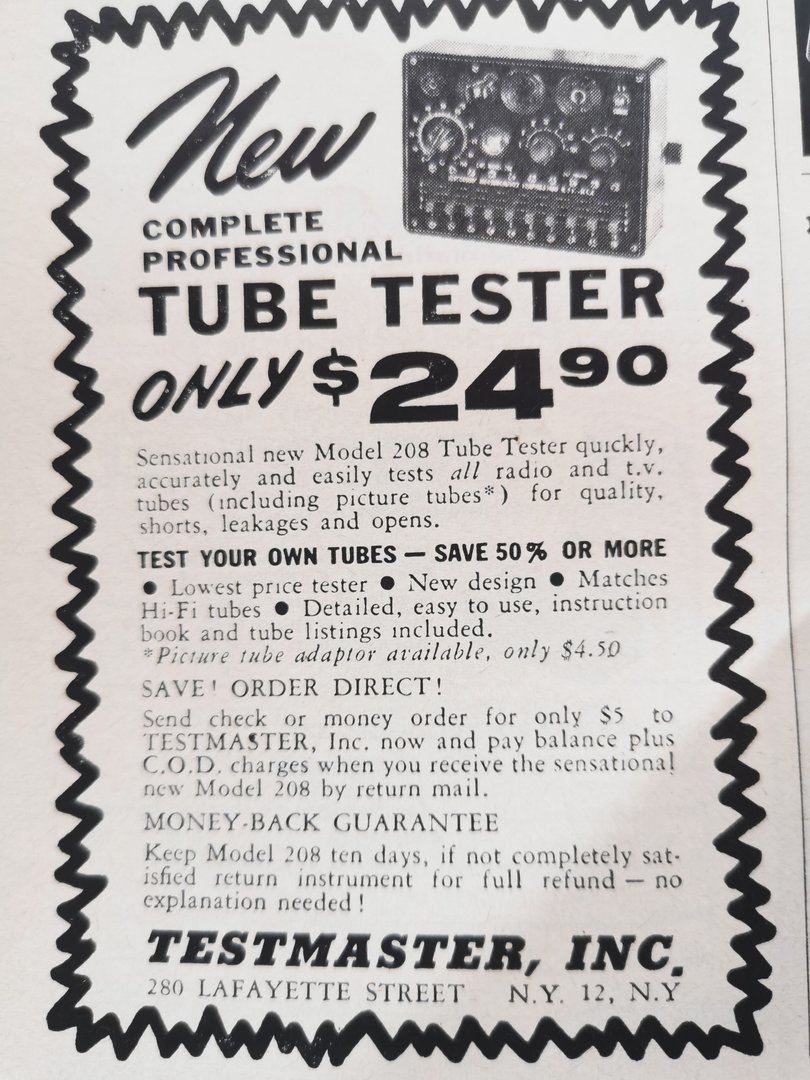 New
COMPLETE
PROFESSIONAL
TUBE TESTER
ONLY $24.90
Sensational new Model 208 Tube Tester quickly,
accurately and easily tests all radio and t.v.
tubes (including picture tubes*) for quality,
shorts, leakages and opens.
TEST YOUR OWN TUBES — SAVE 50% OR MORE
● Lowest price tester ● New design ● Matches
Hi-Fi tubes ● Detailed, easy to use, instruction
book and tube listings included.
*Picture tube adaptor available, only $4.50
SAVE! ORDER DIRECT!
Send check or money order for only $5 to
TESTMASTER, Inc. now and pay balance plus
C.O.D. charges when you receive the sensational
new Model 208 by return mail.
MONEY-BACK GUARANTEE
Keep Model 208 ten days, if not completely sat-
isfied return instrument for full refund — no
explanation needed!
TESTMASTER, INC.
280 LAFAYETTE STREET N.Y. 12, N.Y